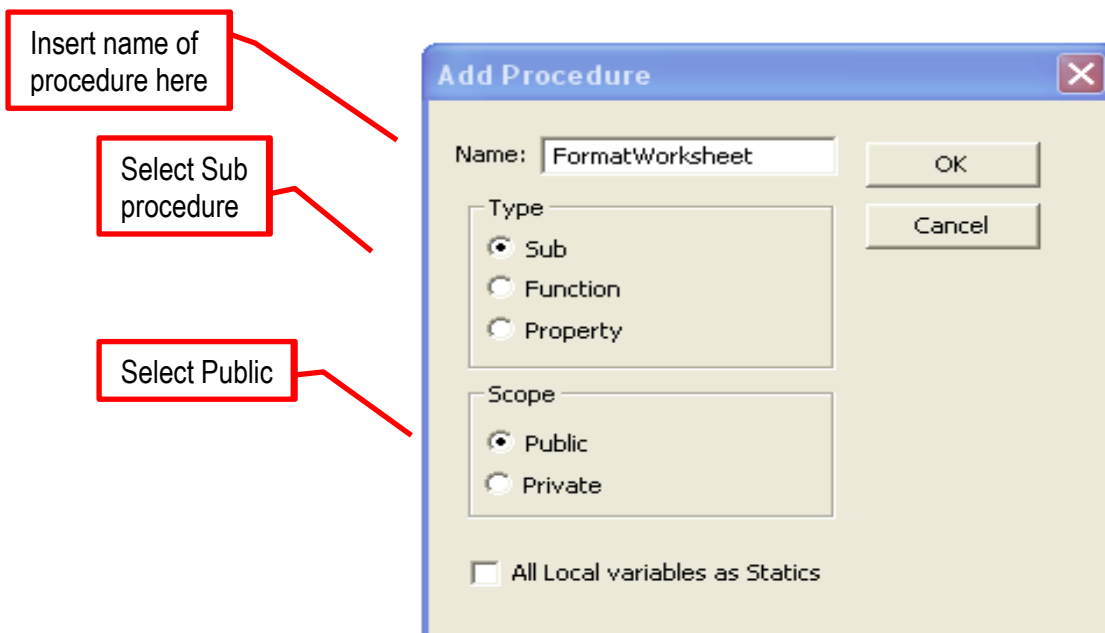 Insert name of
procedure here
Add Procedure
Select Sub
procedure
Name: FormatWorksheet
OK
Cancel
Type
Sub
Function
Property
Select Public
Scope
Public
Private
All Local variables as Statics